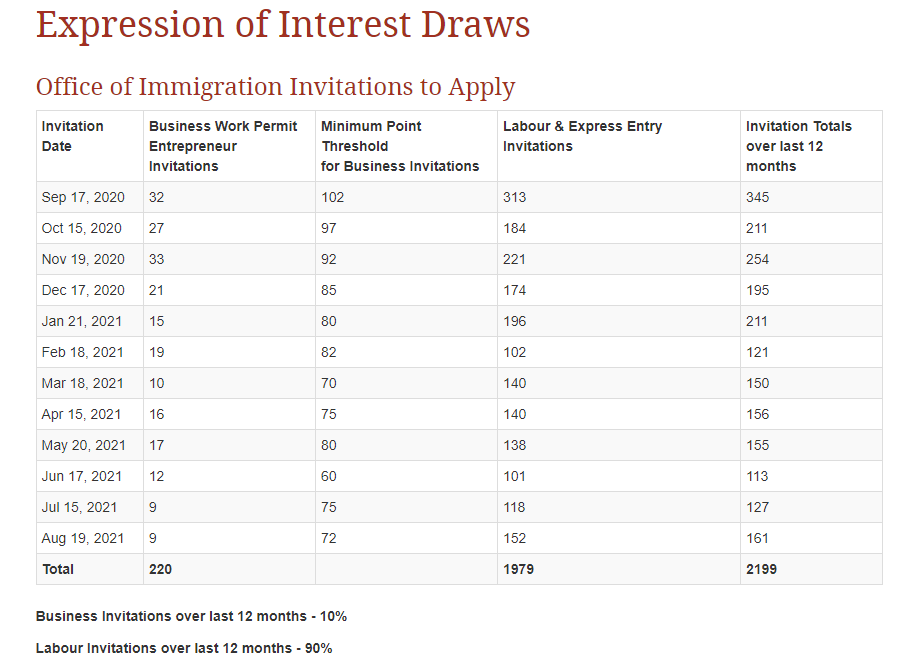 Expression of Interest Draws
Office of Immigration Invitations to Apply
Invitation Date | Business Work Permit Entrepreneur Invitations | Minimum Point Threshold for Business Invitations | Labour & Express Entry Invitations | Invitation Totals over last 12 months
Sep 17, 2020 | 32 | 102 | 313 | 345
Oct 15, 2020 | 27 | 97 | 184 | 211
Nov 19, 2020 | 33 | 92 | 221 | 254
Dec 17, 2020 | 21 | 85 | 174 | 195
Jan 21, 2021 | 15 | 80 | 196 | 211
Feb 18, 2021 | 19 | 82 | 102 | 121
Mar 18, 2021 | 10 | 70 | 140 | 150
Apr 15, 2021 | 16 | 75 | 140 | 156
May 20, 2021 | 17 | 80 | 138 | 155
Jun 17, 2021 | 12 | 60 | 101 | 113
Jul 15, 2021 | 9 | 75 | 118 | 127
Aug 19, 2021 | 9 | 72 | 152 | 161
Total | 220 | | 1979 | 2199
Business Invitations over last 12 months - 10%
Labour Invitations over last 12 months - 90%